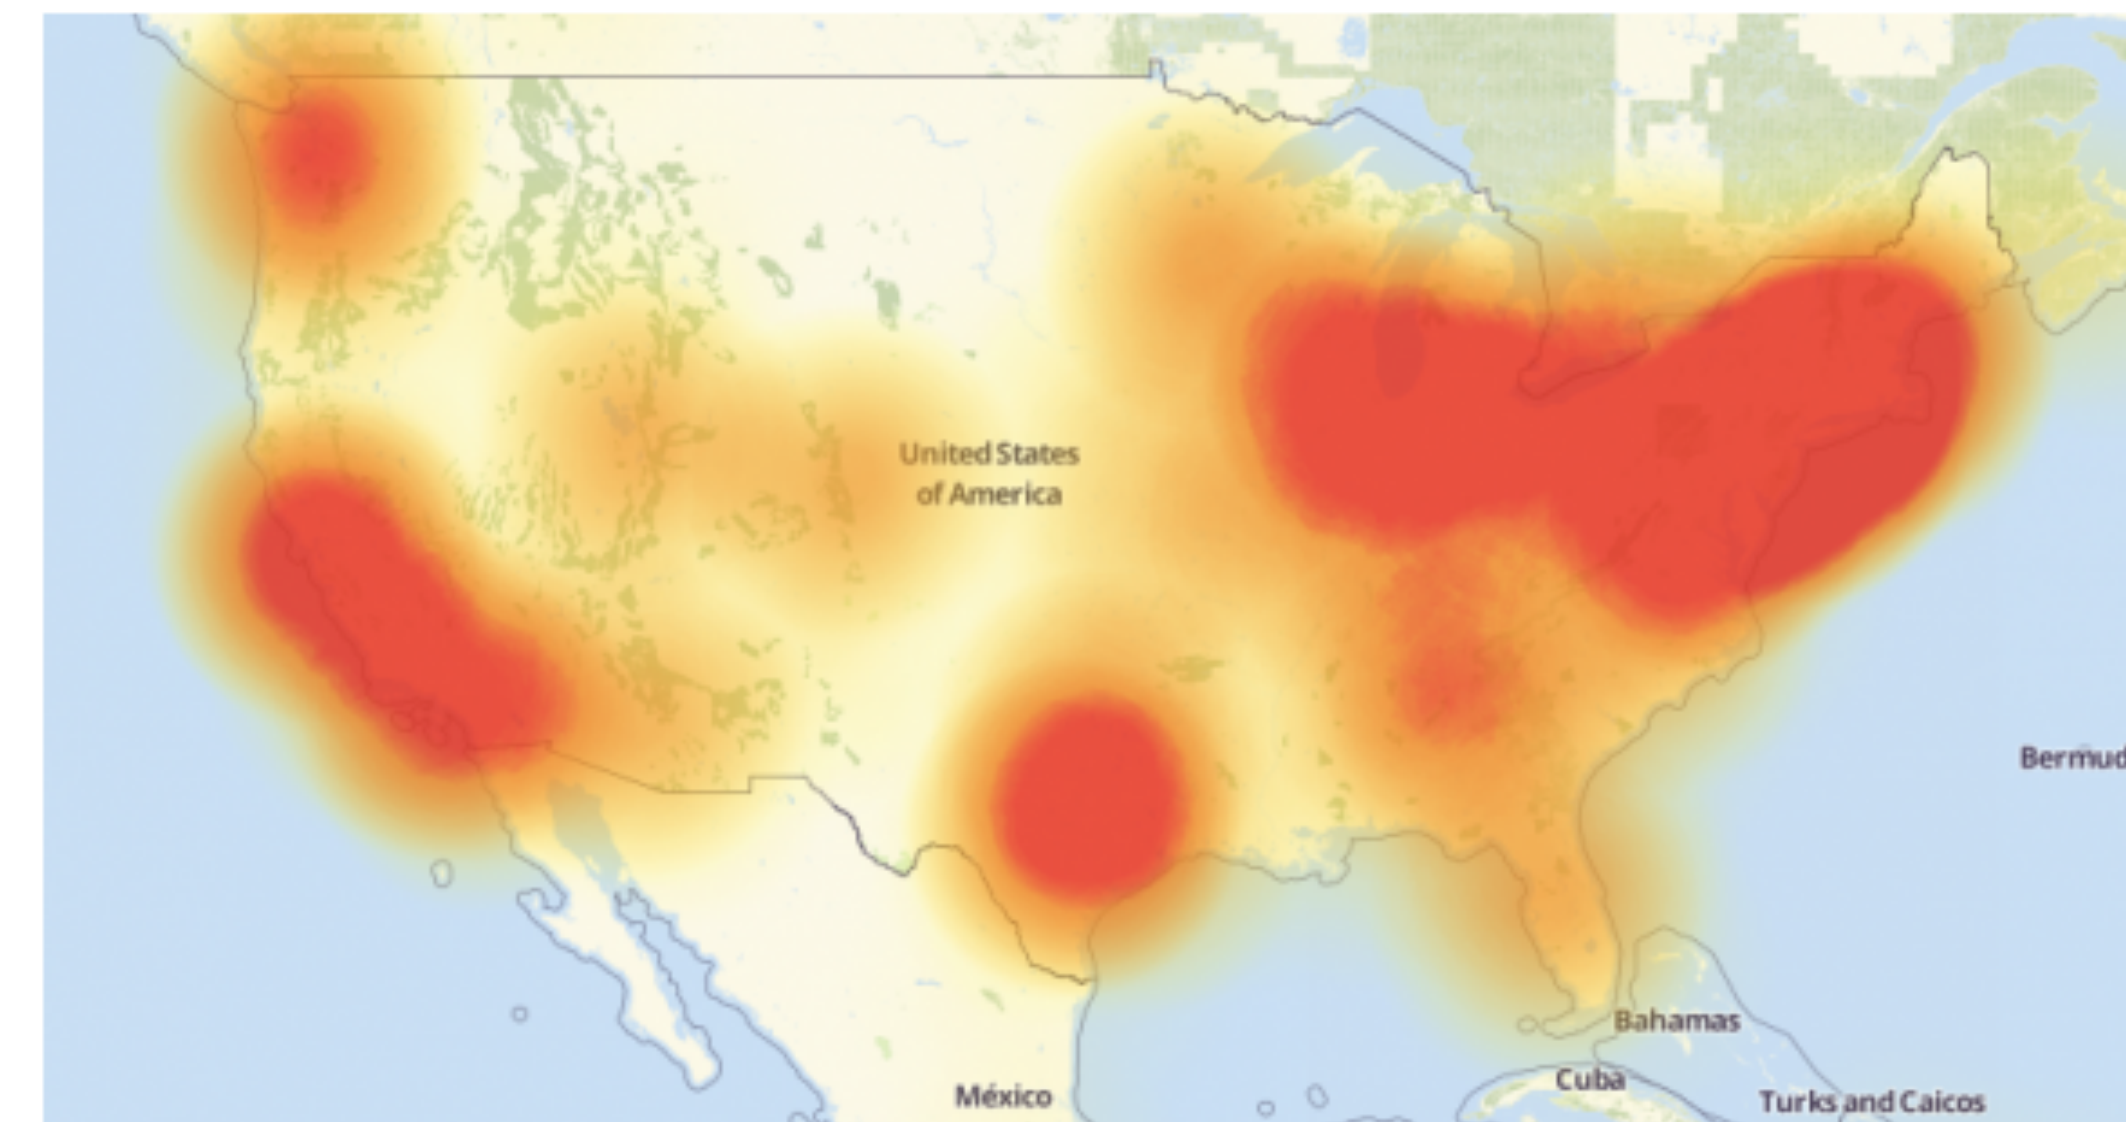 United States
of America
Bermud
Bahamas
Cuba
México
Turks and Caicos